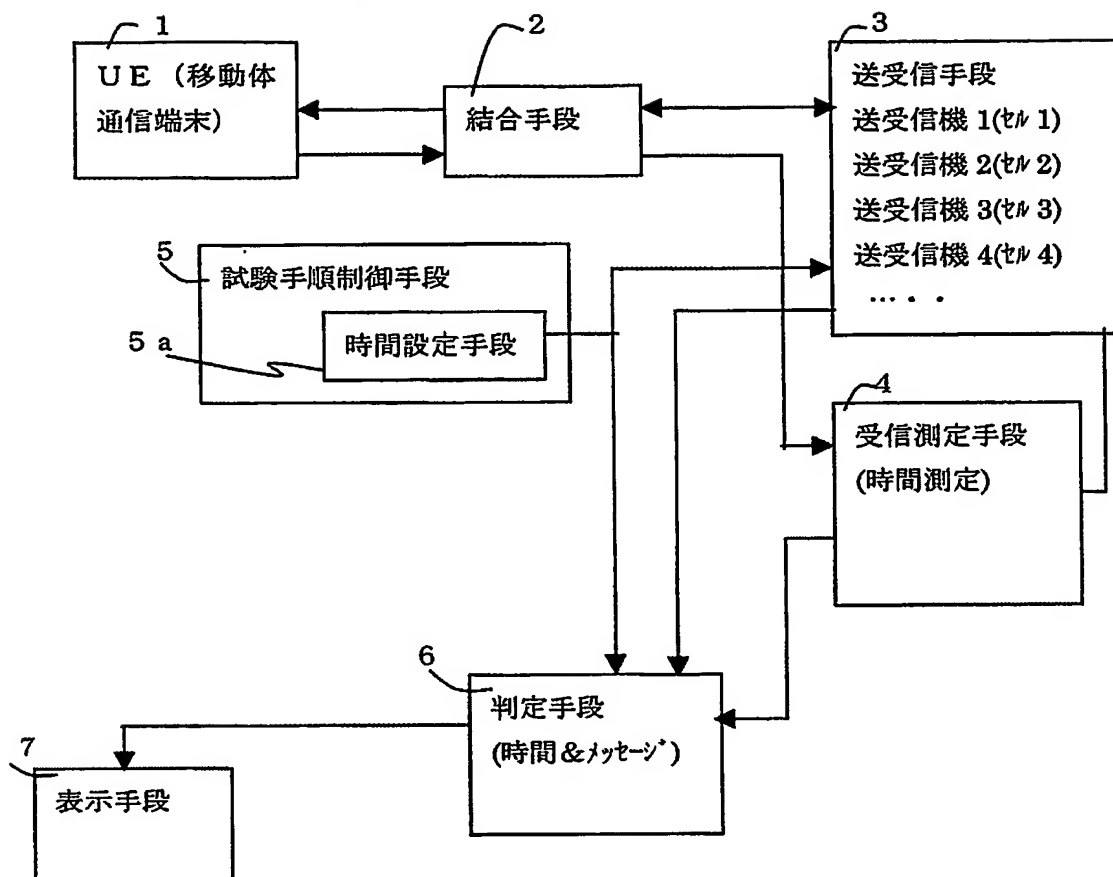 1
UE (移動体
通信端末)
2
結合手段
3
送受信手段
送受信機 1(ｾﾙ 1)
送受信機 2(ｾﾙ 2)
送受信機 3(ｾﾙ 3)
送受信機 4(ｾﾙ 4)
・・・・・
5
試験手順制御手段
5a
時間設定手段
4
受信測定手段
(時間測定)
6
判定手段
(時間&ﾒｯｾｰｼﾞ)
7
表示手段